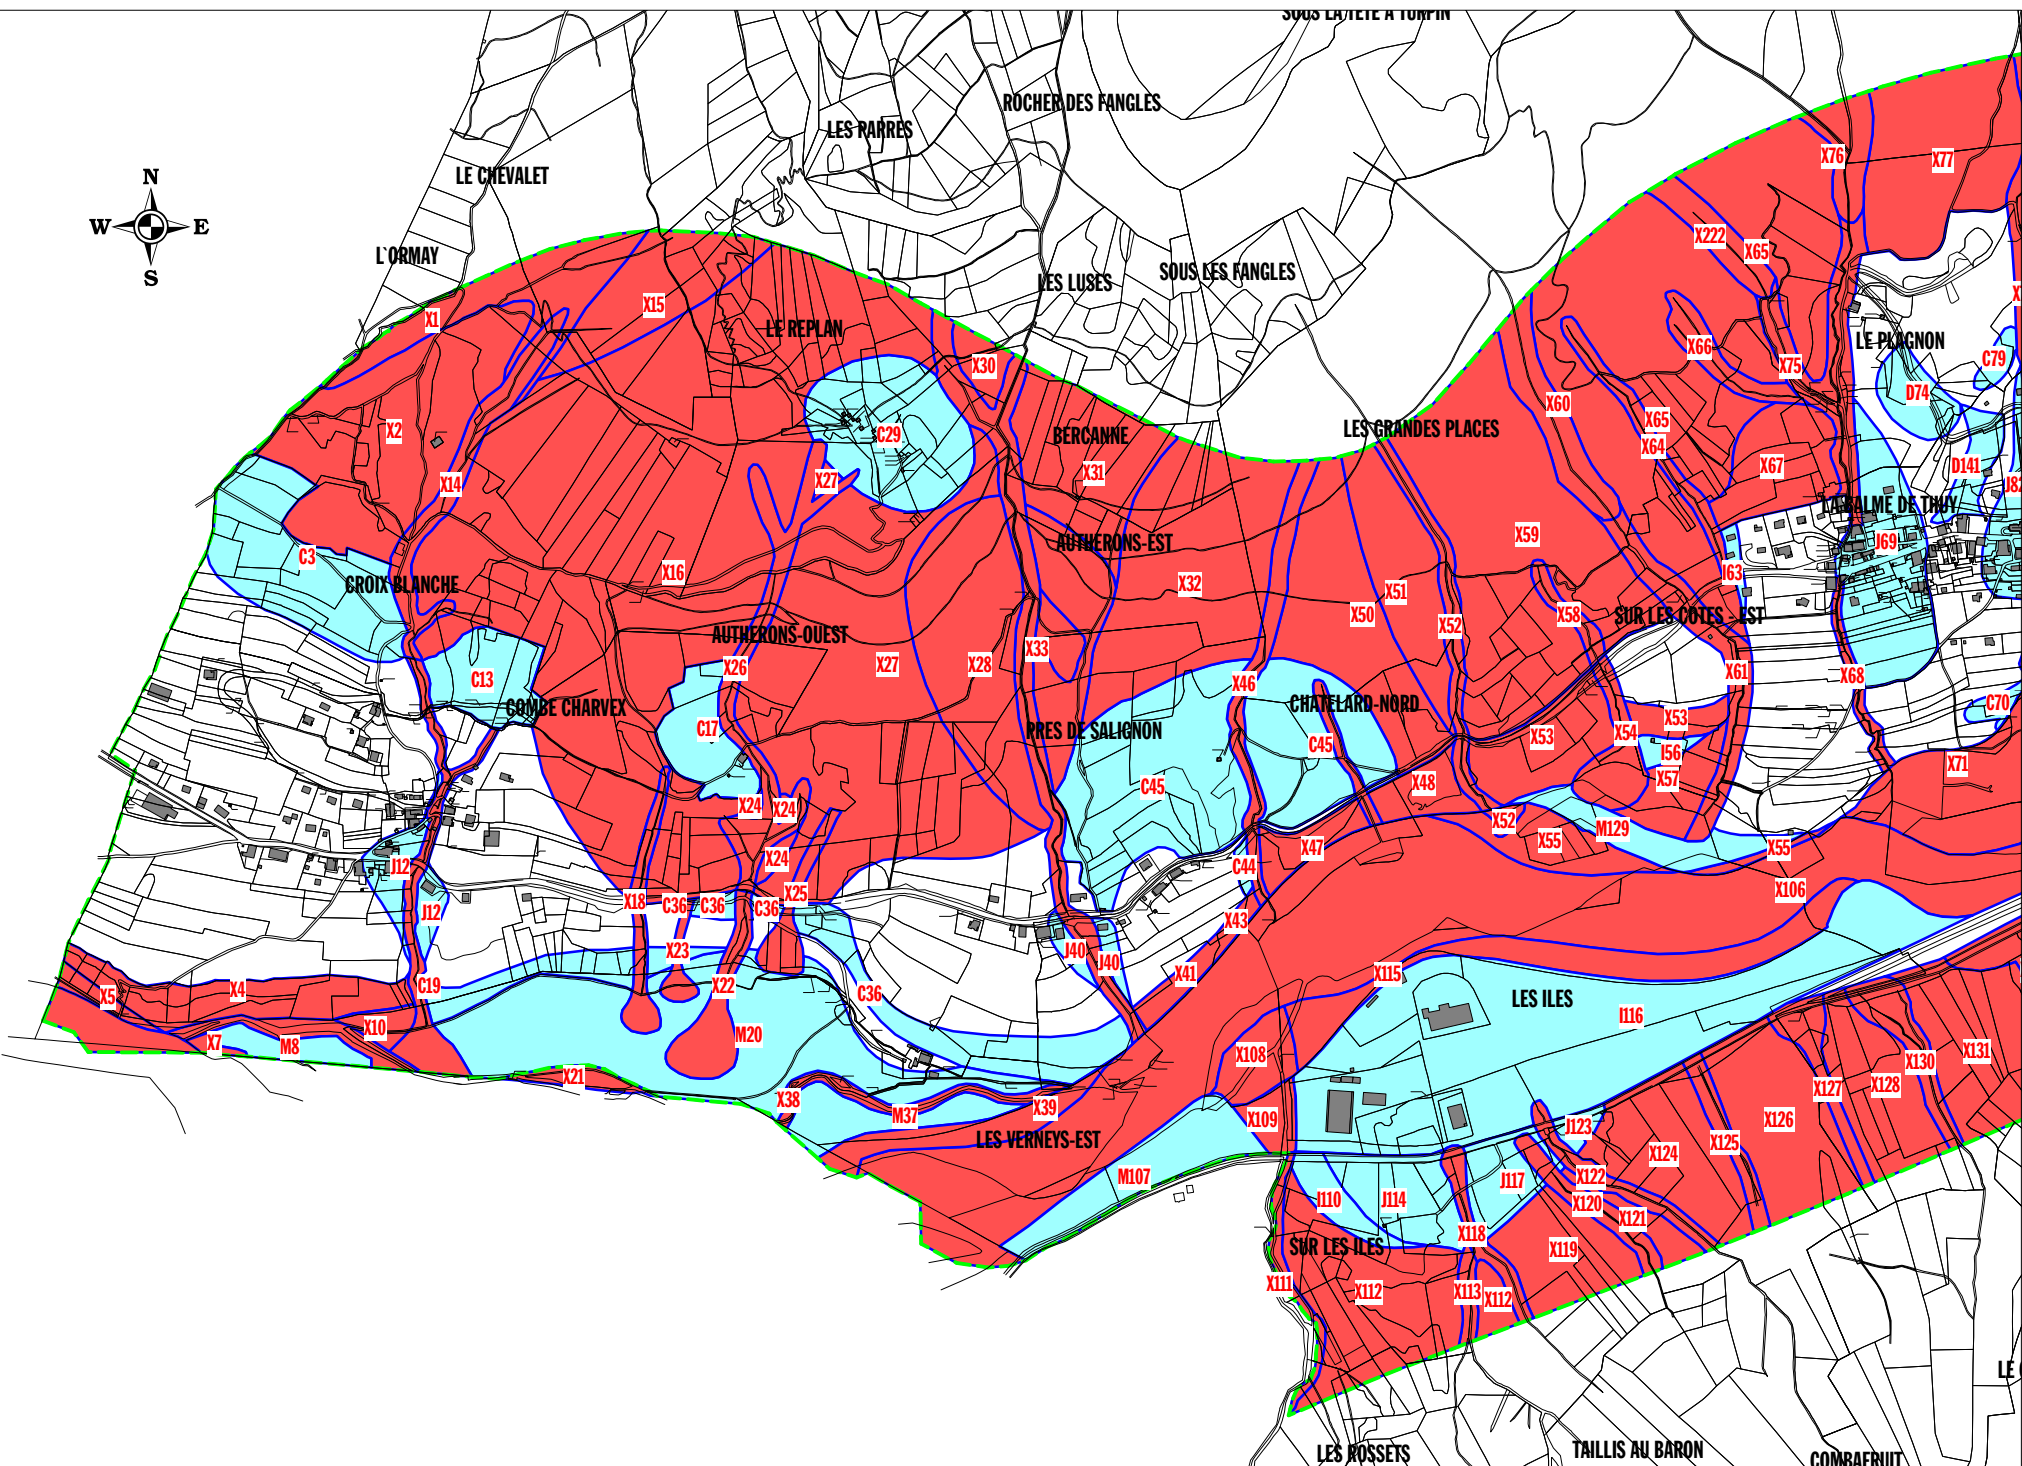 SOUS LA TETE A TURPIN
ROCHER DES FANGLES
LES PARRES
X76
X77
LE CHEVALET
N
W
E
S
X222
X65
L'ORMAY
SOUS LES FANGLES
LES LUSES
X15
X1
LE REPLAN
LE PLAGNON
X66
C79
X30
X75
D74
X60
X2
C29
BERCANNE
LES GRANDES PLACES
X65
X64
X31
X67
D141
X14
X27
J82
LA BALME DE THUY
X59
AUTHERONS-EST
J69
C3
CROIX BLANCHE
X16
X32
X51
X50
I63
X58
SUR LES COTES - EST
X52
AUTHERONS-OUEST
X33
X26
X27
X28
C13
X46
X61
X68
COMBE CHARVEX
CHATELARD-NORD
C70
C17
PRES DE SALIGNON
X53
X54
X53
C45
I56
X71
C45
X48
X57
X24
X24
X52
M129
X55
X55
X47
X24
J12
C44
X106
X25
X18
C36
C36
C36
J12
X43
X23
J40
J40
X41
X115
C19
X22
X4
X5
C36
LES ILES
I116
X10
M20
X7
M8
X108
X131
X130
X21
X127
X128
X38
M37
X39
X109
X126
LES VERNEYS-EST
J123
X125
X124
M107
X122
J117
I110
J114
X120
X121
X118
SUR LES ILES
X119
X111
X112
X113
X112
LES ROSSETS
TAILLIS AU BARON
COMBAFRUIT